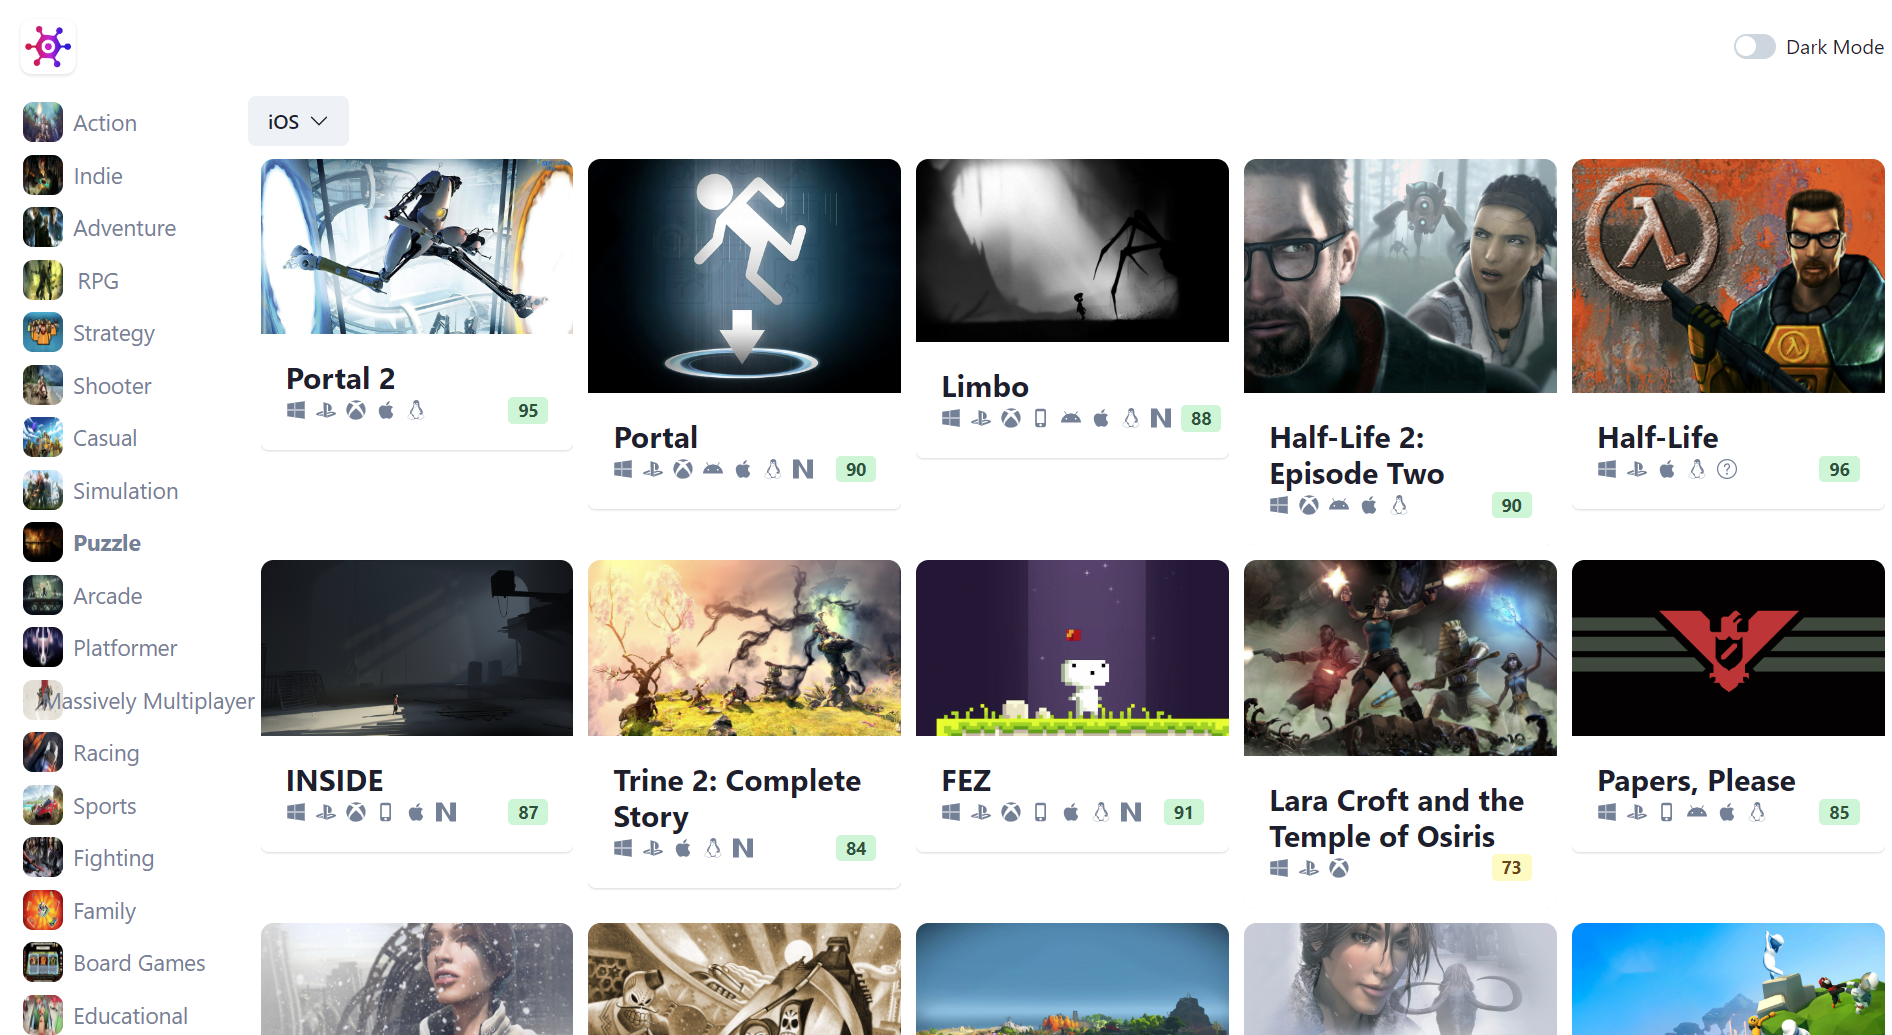 Dark Mode
Action
Indie
Adventure
RPG
Strategy
Shooter
Casual
Simulation
Puzzle
Arcade
Platformer
Massively Multiplayer
Racing
Sports
Fighting
Family
Board Games
Educational
iOS
Portal 2
95
Portal
90
Limbo
88
Half-Life 2:
Episode Two
90
Half-Life
96
INSIDE
87
Trine 2: Complete
Story
84
FEZ
91
Lara Croft and the
Temple of Osiris
73
Papers, Please
85